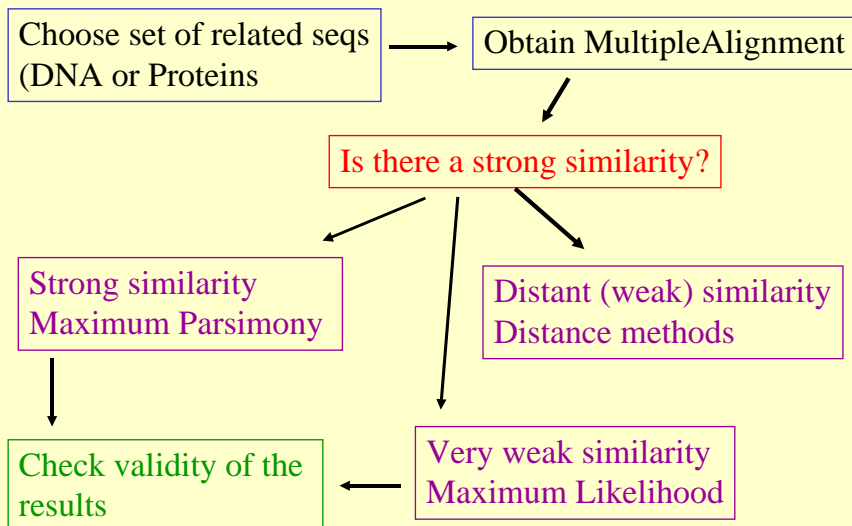 Choose set of related seqs
(DNA or Proteins
Obtain MultipleAlignment
Is there a strong similarity?
Strong similarity
Maximum Parsimony
Distant (weak) similarity
Distance methods
Very weak similarity
Maximum Likelihood
Check validity of the
results